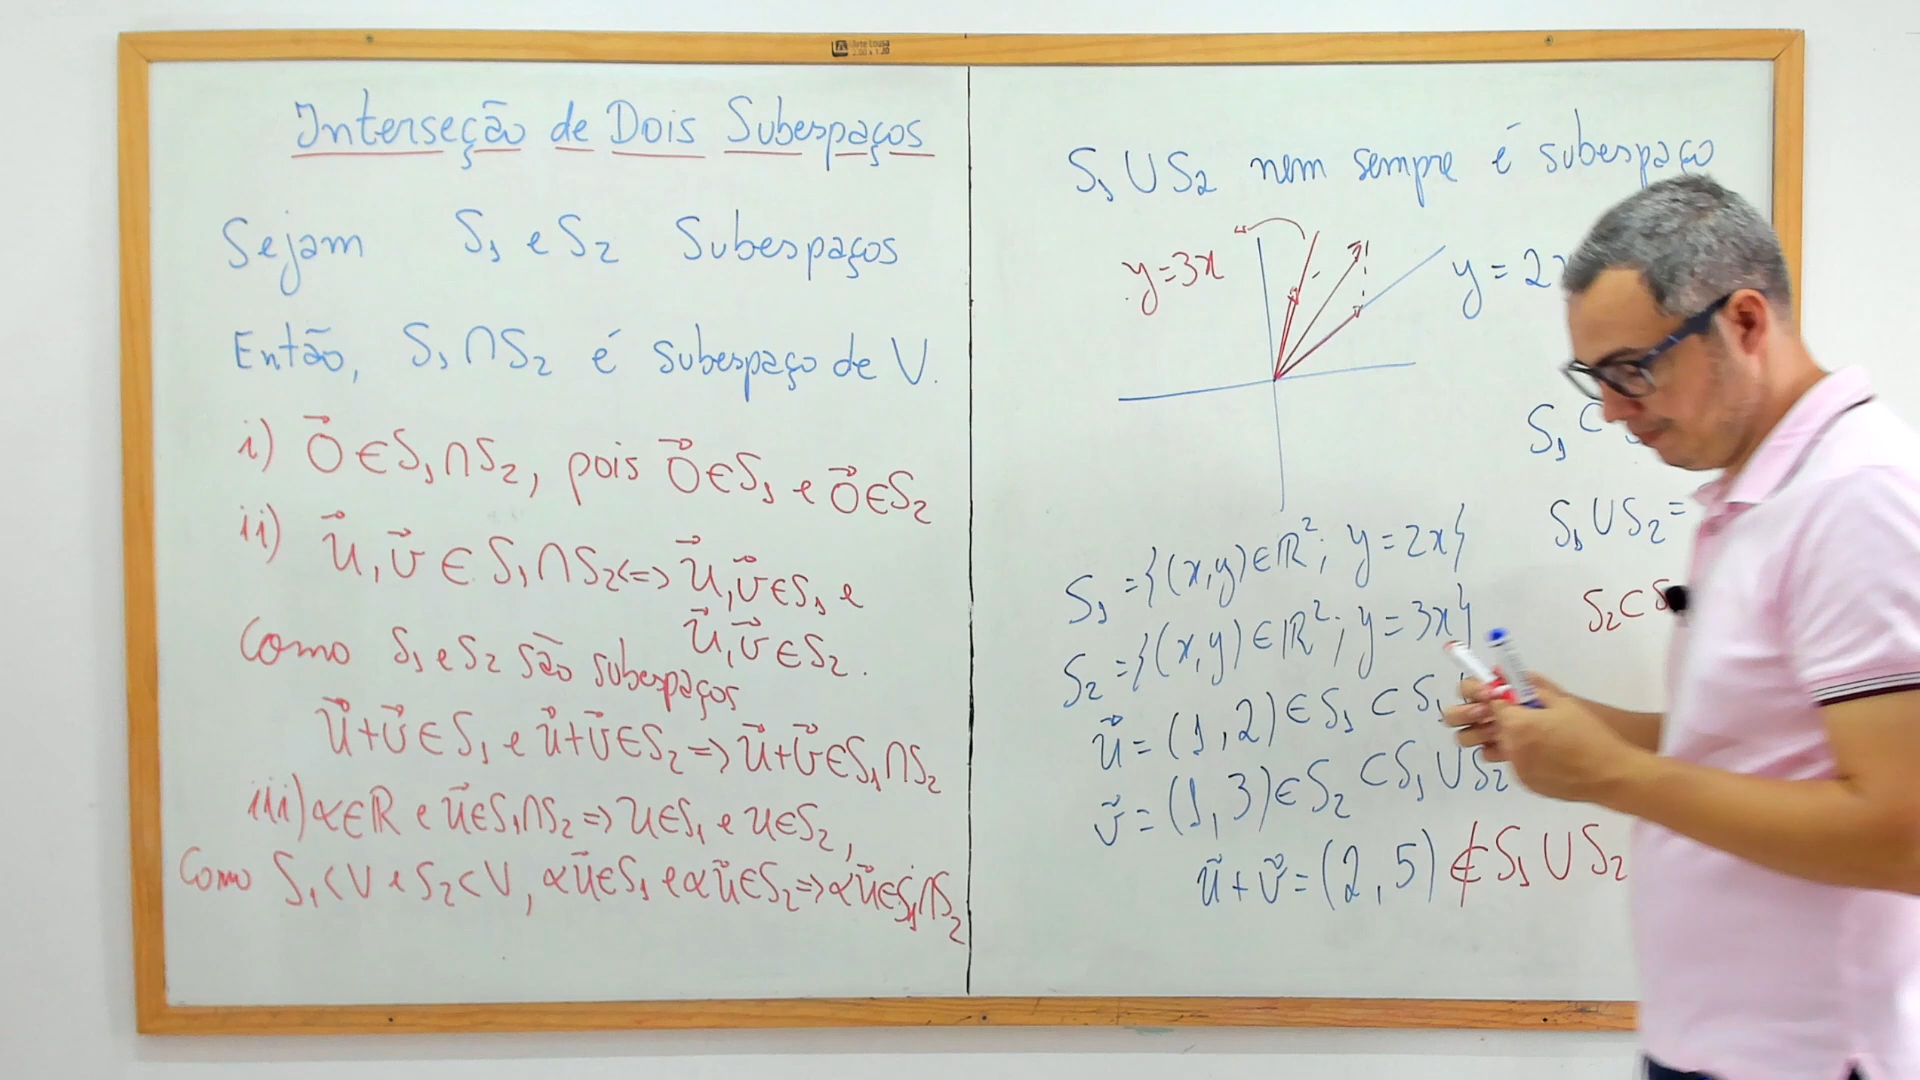 Arte Lousa
Interseção de Dois Subespaços
Sejam S₁ e S₂ Subespaços
Então, S₁ ∩ S₂ é subespaço de V.
i) 0⃗ ∈ S₁ ∩ S₂, pois 0⃗ ∈ S₁ e 0⃗ ∈ S₂
ii) u⃗, v⃗ ∈ S₁ ∩ S₂ <=> u⃗, v⃗ ∈ S₁ e
u⃗, v⃗ ∈ S₂.
Como S₁ e S₂ são subespaços
u⃗ + v⃗ ∈ S₁ e u⃗ + v⃗ ∈ S₂ => u⃗ + v⃗ ∈ S₁ ∩ S₂
iii) α ∈ ℝ e u⃗ ∈ S₁ ∩ S₂ => u ∈ S₁ e u ∈ S₂,
Como S₁ < V e S₂ < V, αu⃗ ∈ S₁ e αu⃗ ∈ S₂ => αu⃗ ∈ S₁ ∩ S₂
S₁ ∪ S₂ nem sempre é subespaço
y = 3x
y = 2x
S₁ ⊂
S₁ ∪ S₂ =
S₂ ⊂
S₁ = {(x,y) ∈ ℝ²; y = 2x}
S₂ = {(x,y) ∈ ℝ²; y = 3x}
u⃗ = (1, 2) ∈ S₁ ⊂ S₁
v⃗ = (1, 3) ∈ S₂ ⊂ S₁ ∪ S₂
u⃗ + v⃗ = (2, 5) ∉ S₁ ∪ S₂